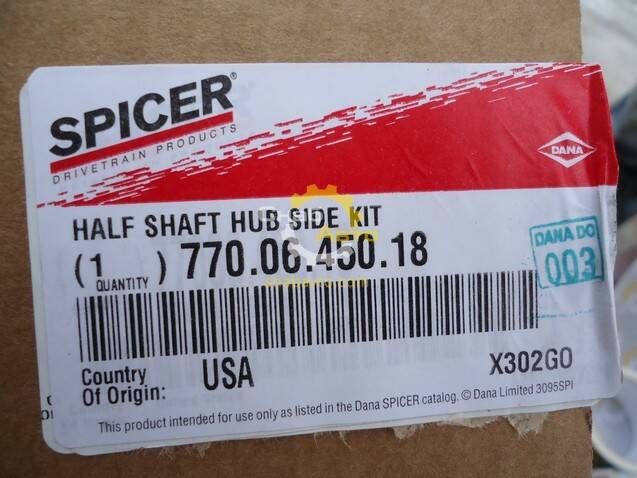 SPICER®
DRIVETRAIN PRODUCTS
DANA
HALF SHAFT HUB SIDE KIT
( 1 ) 770.06.450.18
QUANTITY
DANA DC
003
Country
Of Origin: USA
X302GO
This product intended for use only as listed in the Dana SPICER catalog. © Dana Limited 3095SPI